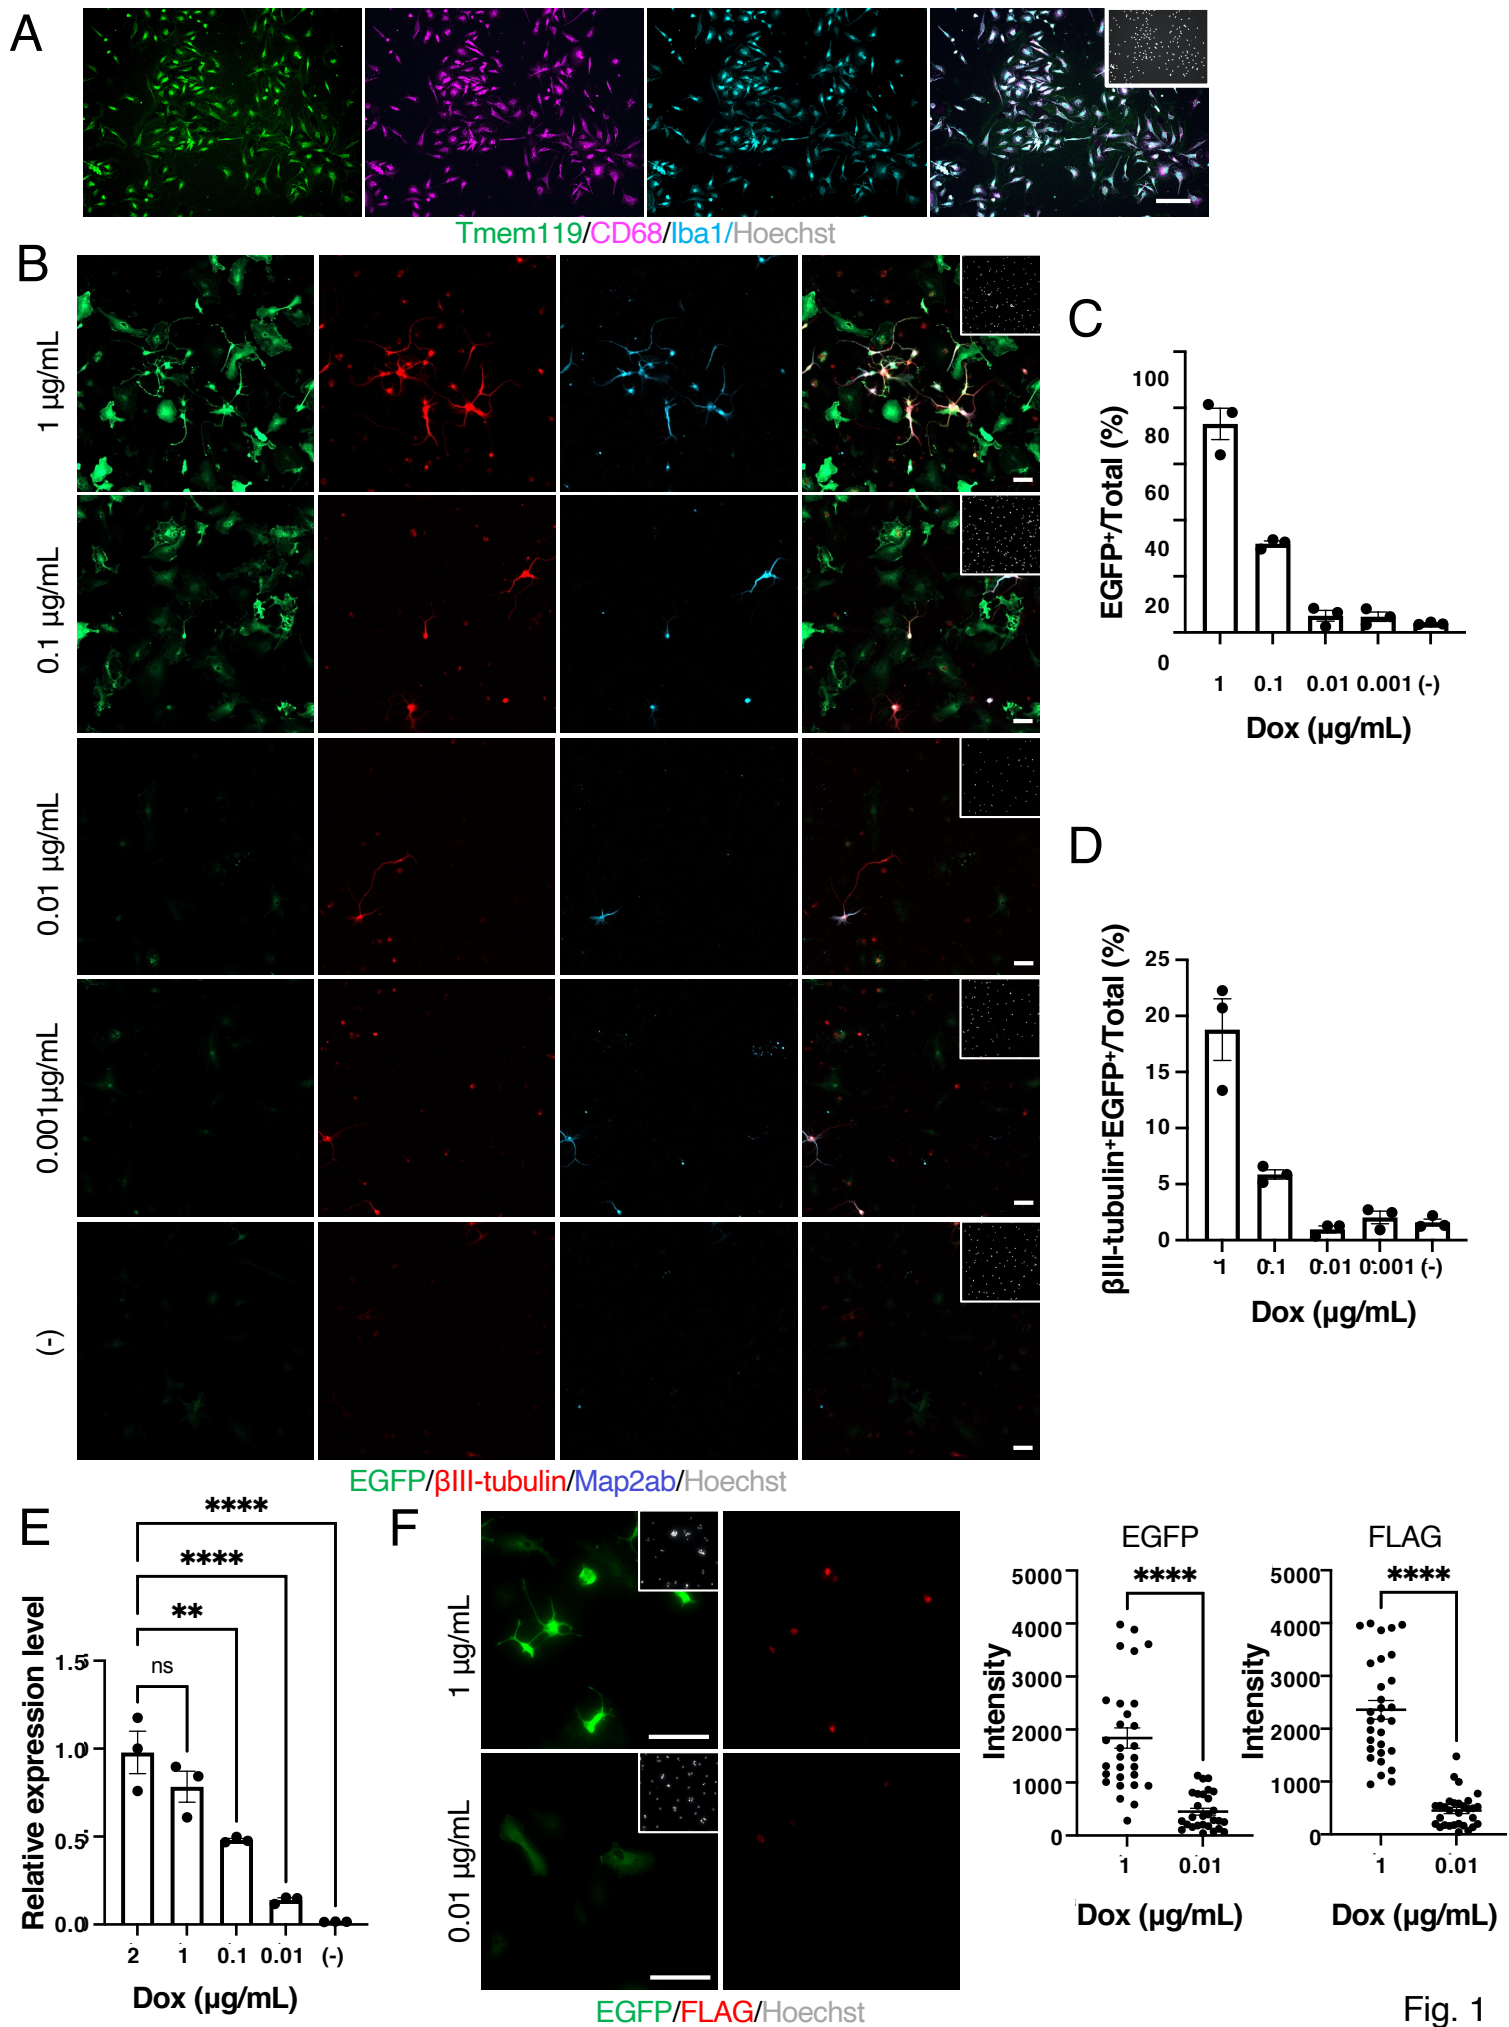 A
Tmem119/CD68/Iba1/Hoechst
B
1 µg/mL
0.1 µg/mL
0.01 µg/mL
0.001µg/mL
(-)
EGFP/βIII-tubulin/Map2ab/Hoechst
C
EGFP⁺/Total (%)
100
80
60
40
20
0
1 0.1 0.01 0.001 (-)
Dox (µg/mL)
D
βIII-tubulin⁺EGFP⁺/Total (%)
25
20
15
10
5
0
1 0.1 0.01 0.001 (-)
Dox (µg/mL)
E
Relative expression level
****
****
**
ns
1.5
1.0
0.5
0.0
2 1 0.1 0.01 (-)
Dox (µg/mL)
F
1 µg/mL
0.01 µg/mL
EGFP/FLAG/Hoechst
EGFP
****
Intensity
5000
4000
3000
2000
1000
0
1 0.01
Dox (µg/mL)
FLAG
****
Intensity
5000
4000
3000
2000
1000
0
1 0.01
Dox (µg/mL)
Fig. 1